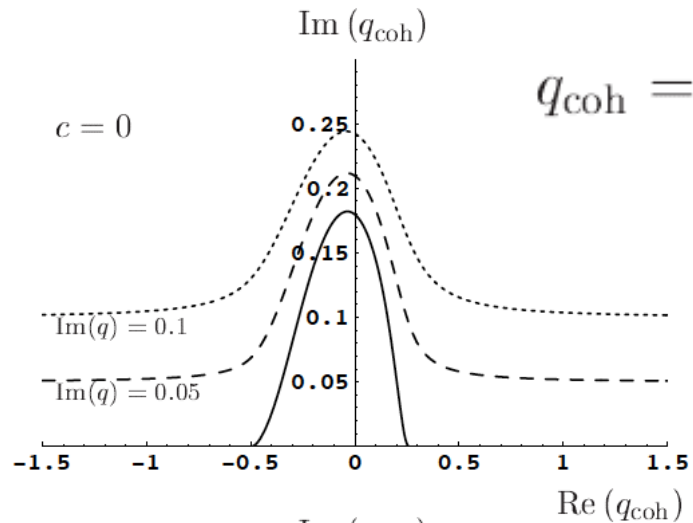 Im (q_coh)
q_coh =
c = 0
0.25
0.2
0.15
0.1
Im(q) = 0.1
0.05
Im(q) = 0.05
-1.5 -1 -0.5 0 0.5 1 1.5
Re (q_coh)